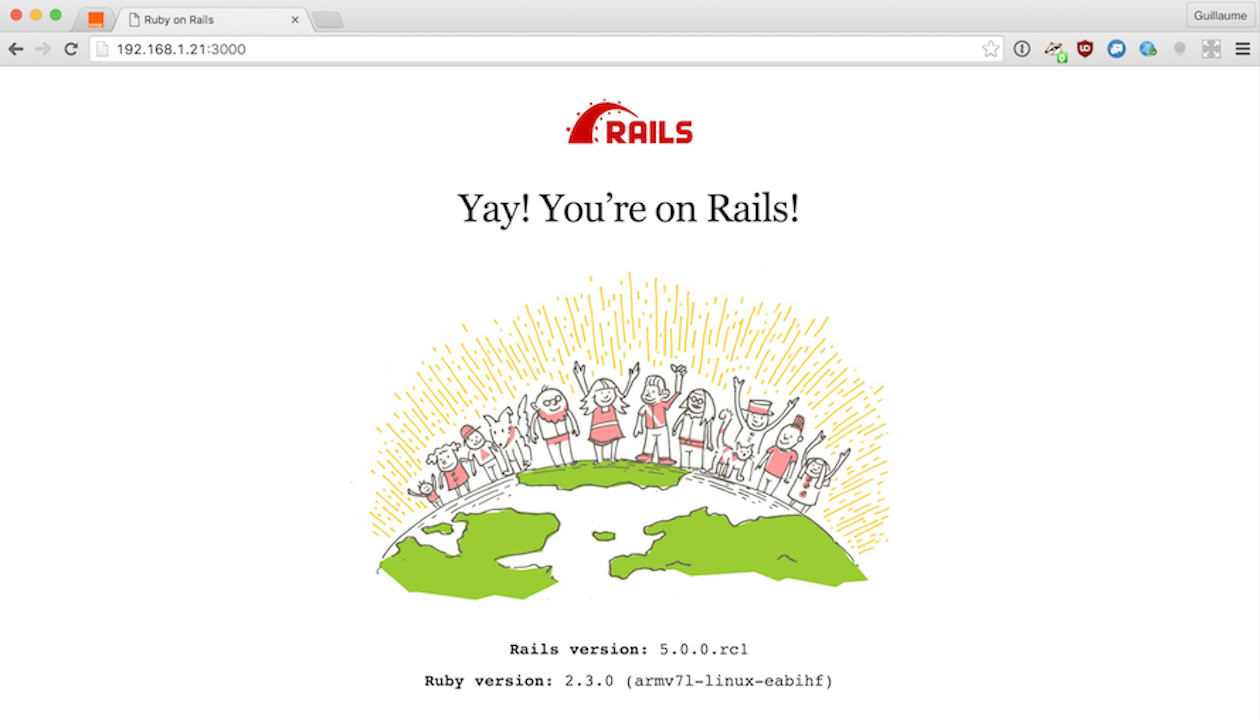 Ruby on Rails
Guillaume
192.168.1.21:3000
RAILS
Yay! You’re on Rails!
Rails version: 5.0.0.rc1
Ruby version: 2.3.0 (armv7l-linux-eabihf)